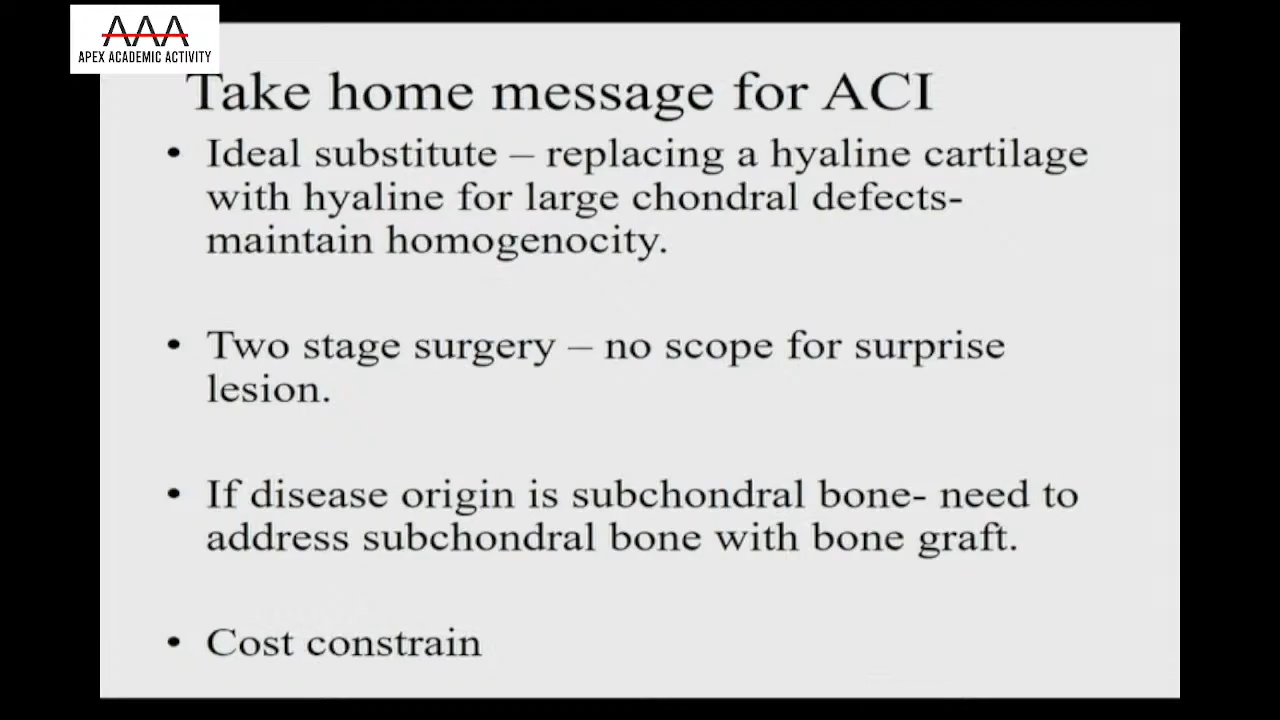 AAA
APEX ACADEMIC ACTIVITY
Take home message for ACI
• Ideal substitute – replacing a hyaline cartilage
with hyaline for large chondral defects-
maintain homogenocity.
• Two stage surgery – no scope for surprise
lesion.
• If disease origin is subchondral bone- need to
address subchondral bone with bone graft.
• Cost constrain